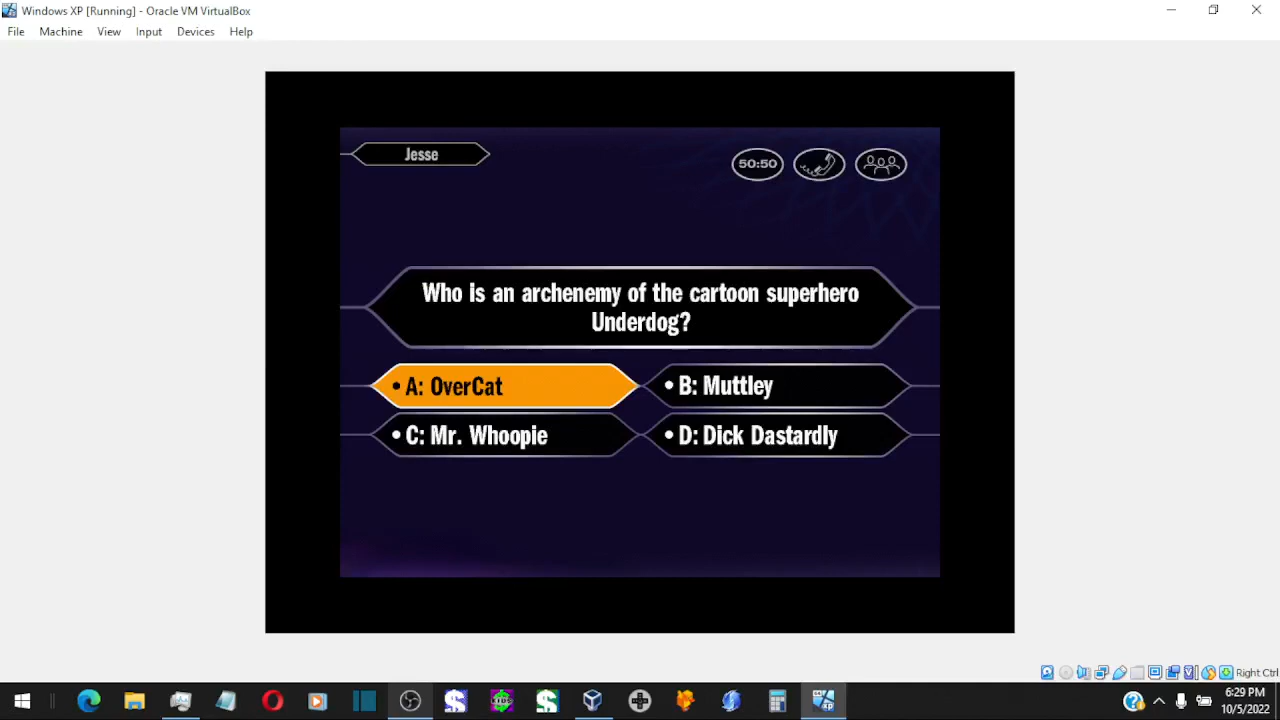 Windows XP [Running] - Oracle VM VirtualBox
File Machine View Input Devices Help
Jesse
50:50
Who is an archenemy of the cartoon superhero
Underdog?
• A: OverCat
• B: Muttley
• C: Mr. Whoopie
• D: Dick Dastardly
Right Ctrl
6:29 PM
10/5/2022